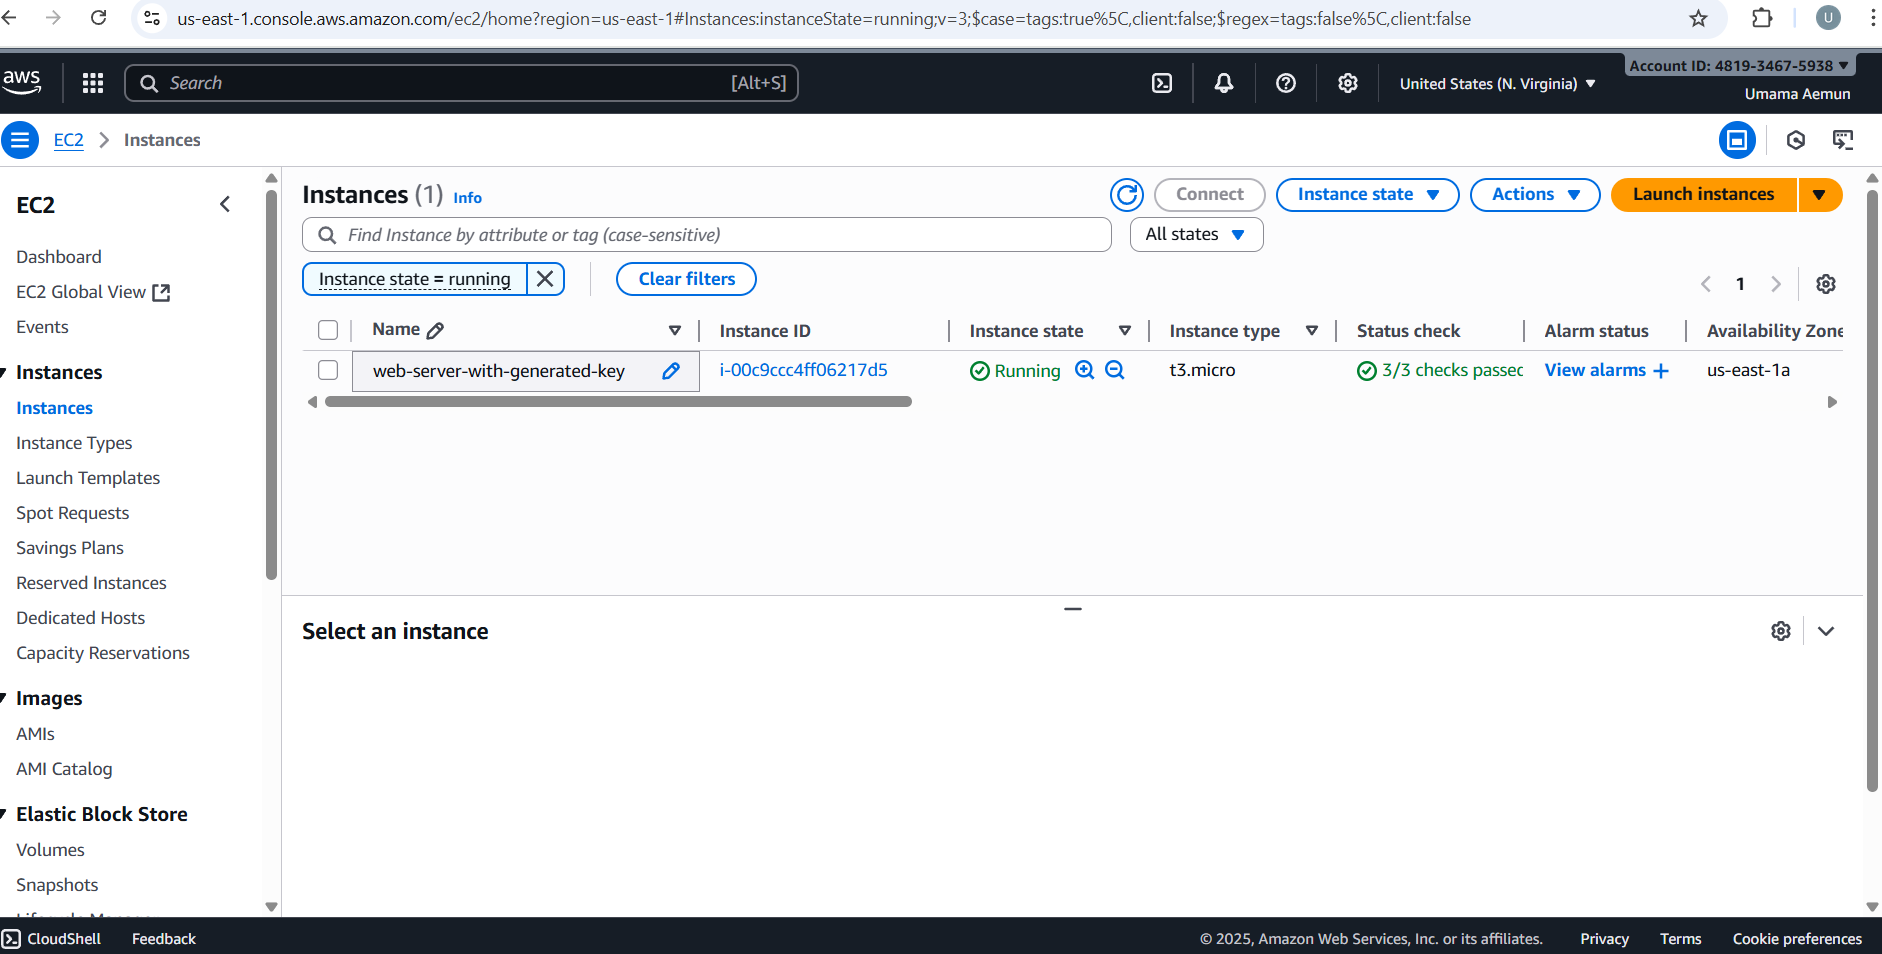 us-east-1.console.aws.amazon.com/ec2/home?region=us-east-1#Instances:instanceState=running;v=3;$case=tags:true%5C,client:false;$regex=tags:false%5C,client:false
U
aws
Search
[Alt+S]
United States (N. Virginia)
Account ID: 4819-3467-5938
Umama Aemun
EC2
Instances
EC2
Dashboard
EC2 Global View
Events
Instances
Instances
Instance Types
Launch Templates
Spot Requests
Savings Plans
Reserved Instances
Dedicated Hosts
Capacity Reservations
Images
AMIs
AMI Catalog
Elastic Block Store
Volumes
Snapshots
Instances (1) Info
Connect
Instance state
Actions
Launch instances
Find Instance by attribute or tag (case-sensitive)
All states
Instance state = running
Clear filters
1
Name Instance ID Instance state Instance type Status check Alarm status Availability Zone
web-server-with-generated-key i-00c9ccc4ff06217d5 Running t3.micro 3/3 checks passed View alarms + us-east-1a
Select an instance
CloudShell Feedback © 2025, Amazon Web Services, Inc. or its affiliates. Privacy Terms Cookie preferences